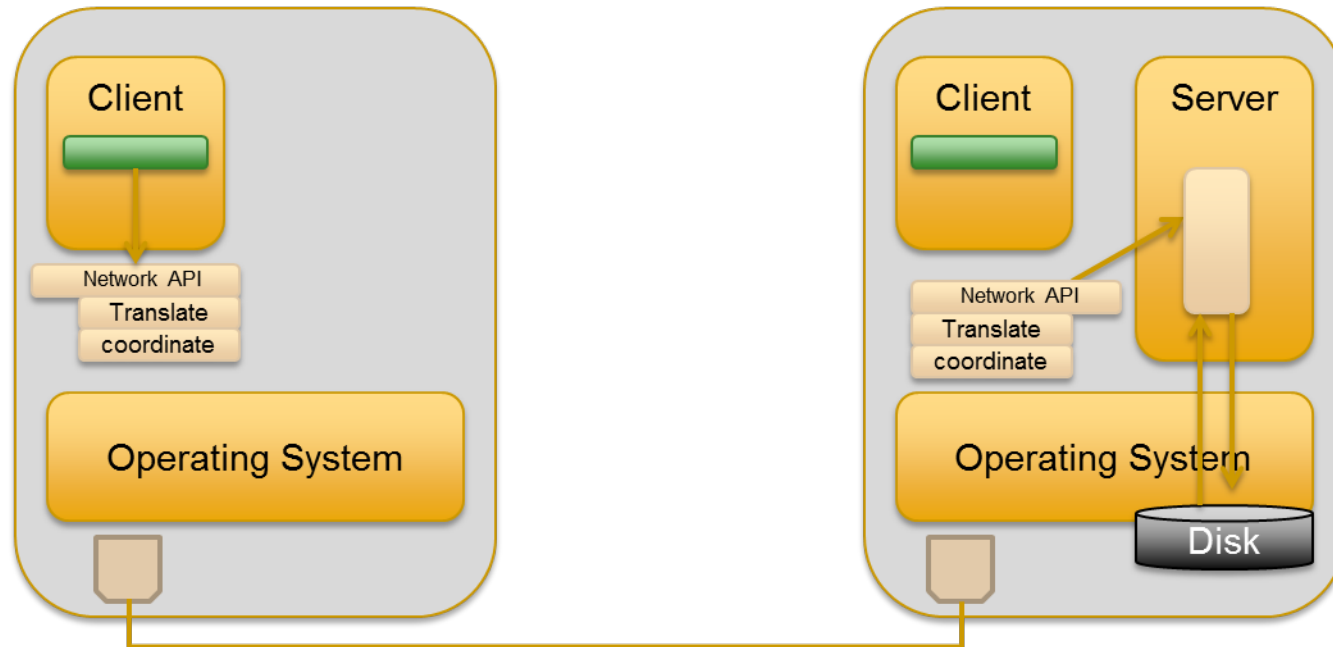 Client
Network API
Translate
coordinate
Operating System
Client
Server
Network API
Translate
coordinate
Operating System
Disk